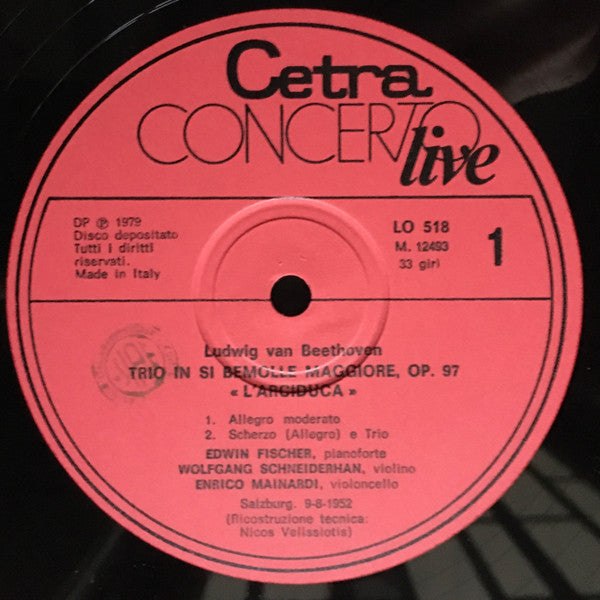 Cetra
CONCERTO
live
DP Ⓟ 1979
Disco depositato
Tutti i diritti
riservati.
Made in Italy
LO 518
M. 12493
33 giri
1
Ludwig van Beethoven
TRIO IN SI BEMOLLE MAGGIORE, OP. 97
« L'ARCIDUCA »
1. Allegro moderato
2. Scherzo (Allegro) e Trio
EDWIN FISCHER, pianoforte
WOLFGANG SCHNEIDERHAN, violino
ENRICO MAINARDI, violoncello
Salzburg. 9-8-1952
(Ricostruzione tecnica:
Nicos Velissiotis)